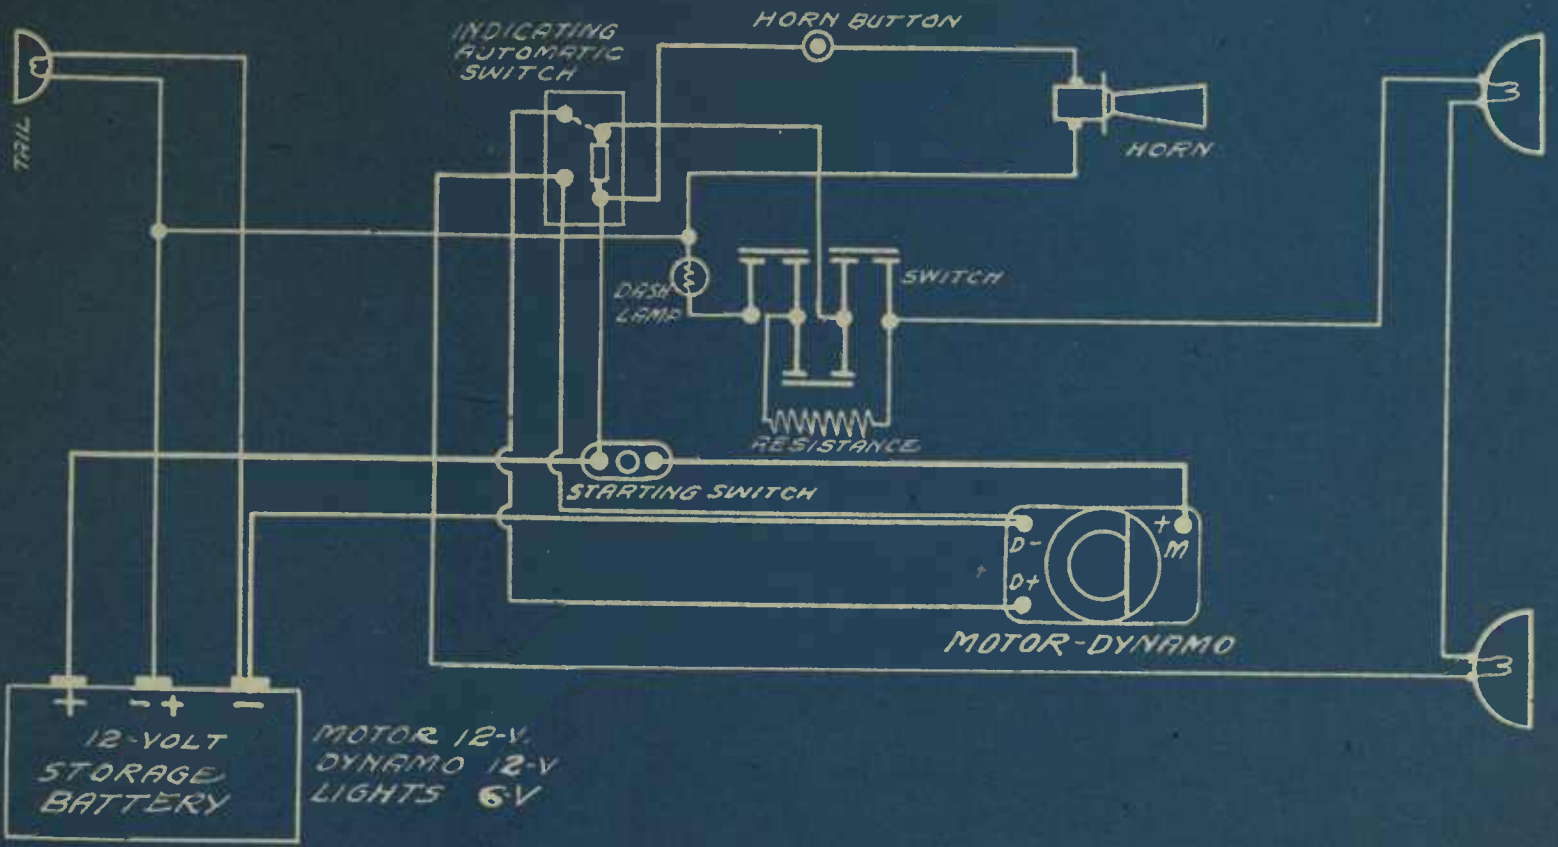 INDICATING
AUTOMATIC
SWITCH
HORN BUTTON
TAIL
HORN
DASH
LAMP
SWITCH
RESISTANCE
STARTING SWITCH
D-
D+
+
M
MOTOR-DYNAMO
+ - + -
12-VOLT
STORAGE
BATTERY
MOTOR 12-V.
DYNAMO 12-V
LIGHTS 6V